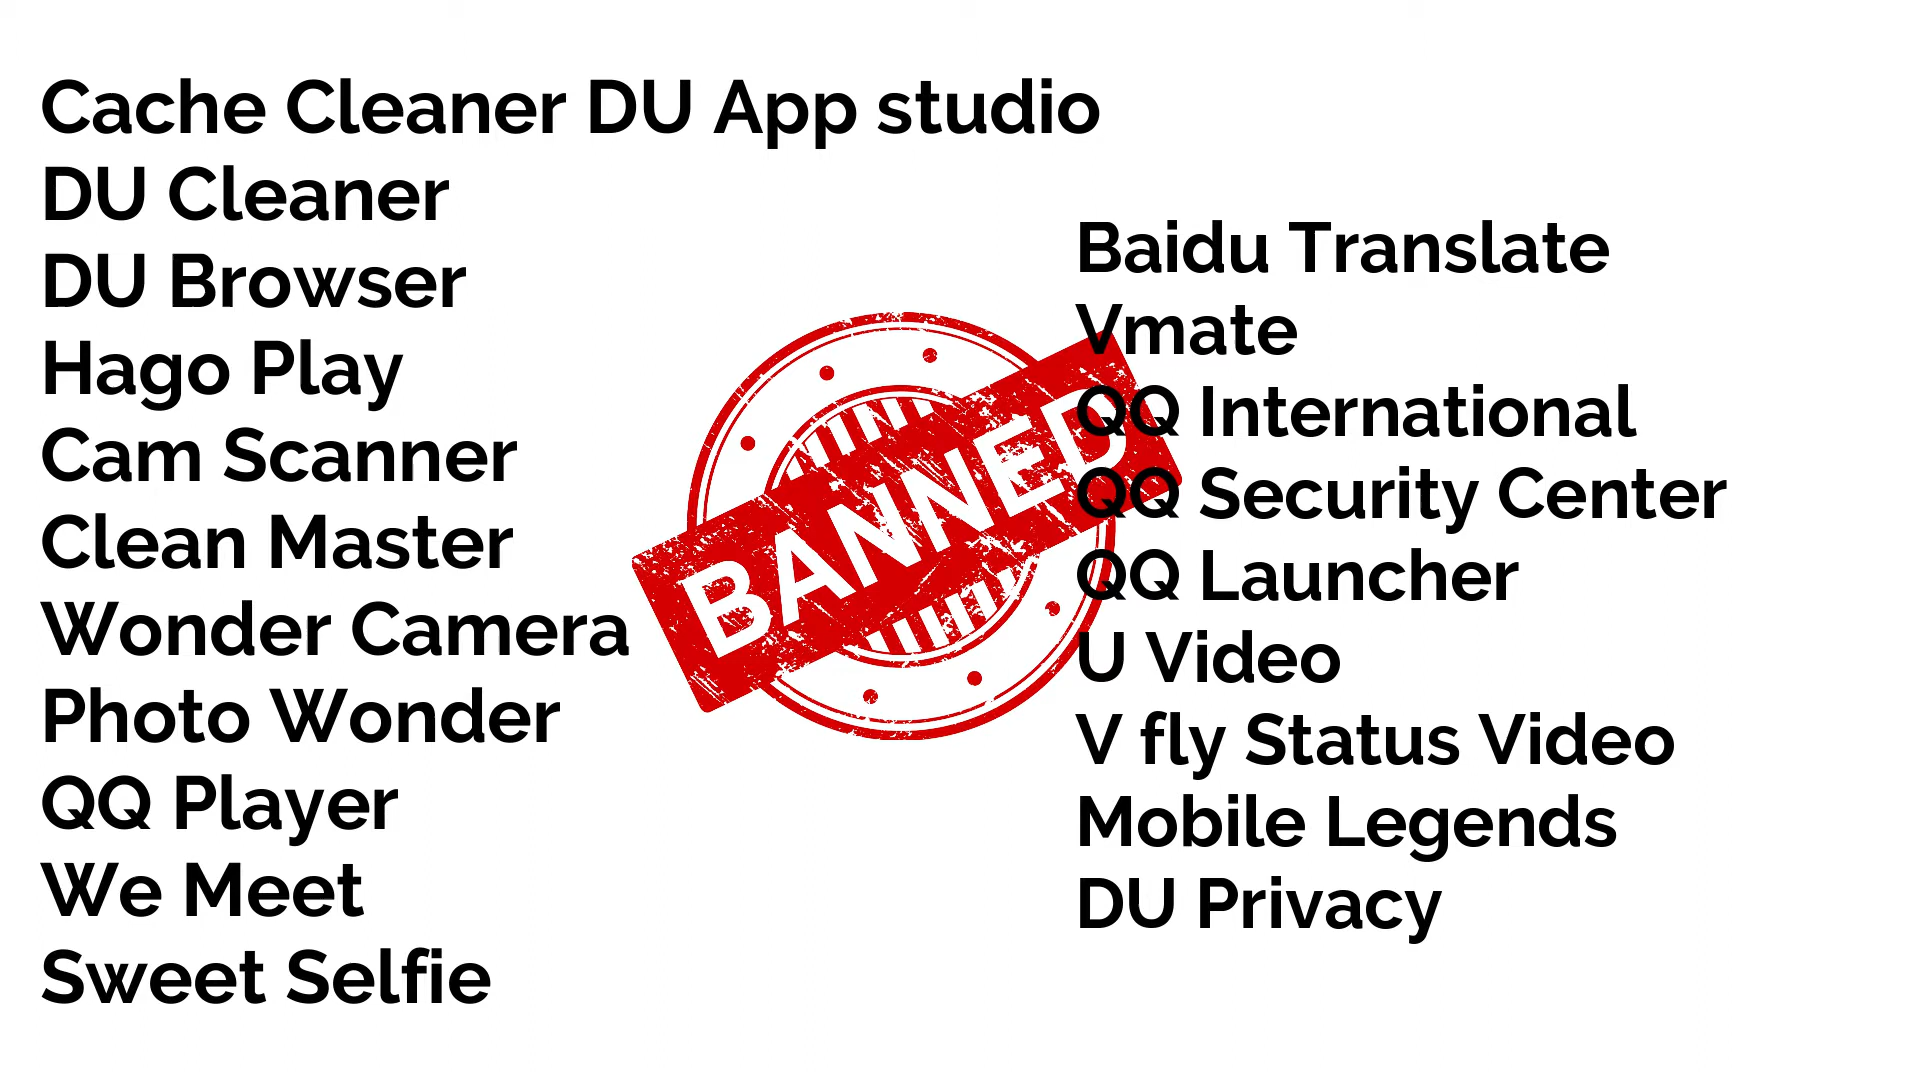 Cache Cleaner DU App studio
DU Cleaner
DU Browser
Hago Play
Cam Scanner
Clean Master
Wonder Camera
Photo Wonder
QQ Player
We Meet
Sweet Selfie
BANNED
Baidu Translate
Vmate
QQ International
QQ Security Center
QQ Launcher
U Video
V fly Status Video
Mobile Legends
DU Privacy